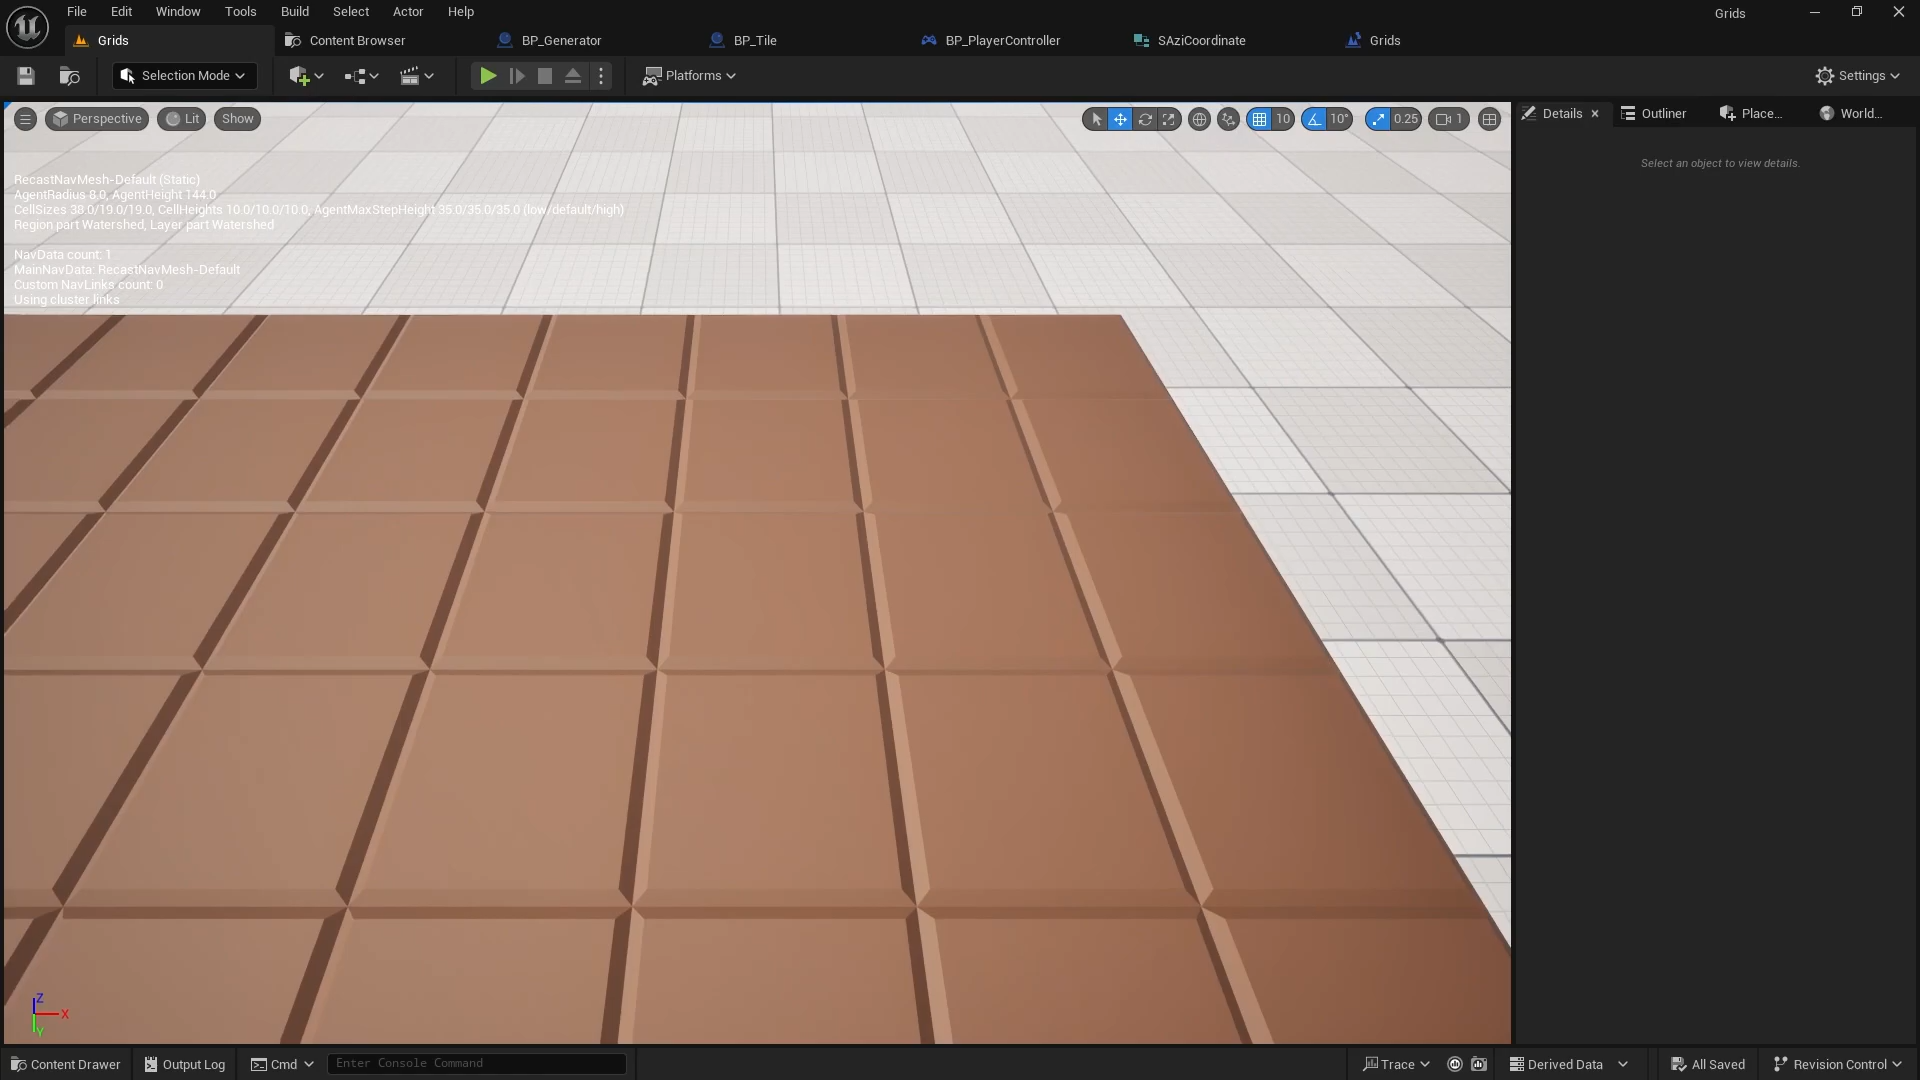 File Edit Window Tools Build Select Actor Help
Grids
Grids Content Browser BP_Generator BP_Tile BP_PlayerController SAziCoordinate Grids
Selection Mode Platforms Settings
Perspective Lit Show 10 10° 0.25 1
Details Outliner Place... World...
Select an object to view details.
RecastNavMesh-Default (Static)
AgentRadius 8.0, AgentHeight 144.0
CellSizes 38.0/19.0/19.0, CellHeights 10.0/10.0/10.0, AgentMaxStepHeight 35.0/35.0/35.0 (low/default/high)
Region part Watershed, Layer part Watershed
NavData count: 1
MainNavData: RecastNavMesh-Default
Custom NavLinks count: 0
Using cluster links
Z
X
Y
Content Drawer Output Log Cmd Enter Console Command Trace Derived Data All Saved Revision Control